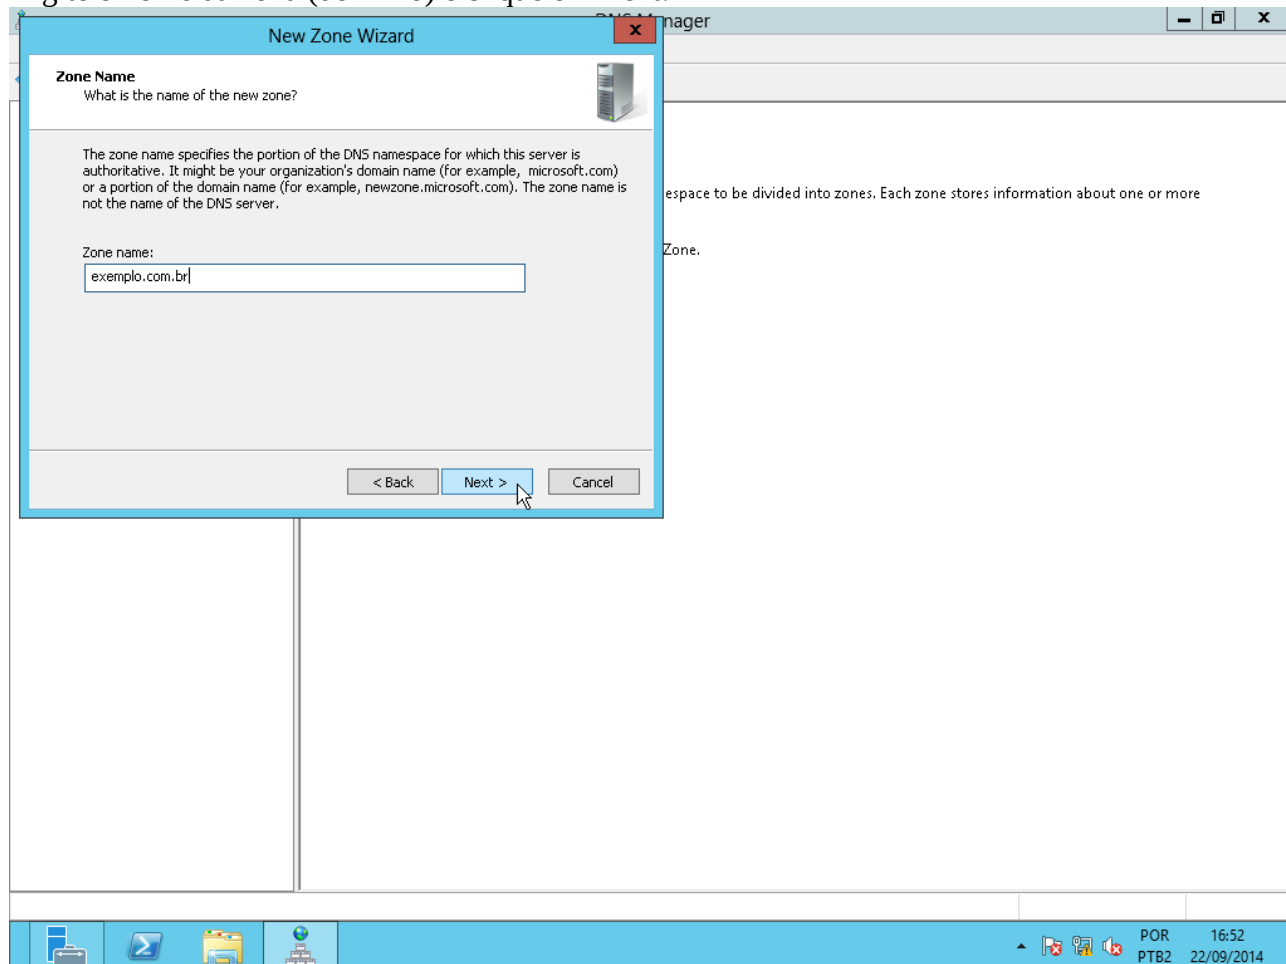 DNS Manager
New Zone Wizard
Zone Name
What is the name of the new zone?
The zone name specifies the portion of the DNS namespace for which this server is
authoritative. It might be your organization's domain name (for example, microsoft.com)
or a portion of the domain name (for example, newzone.microsoft.com). The zone name is
not the name of the DNS server.
espace to be divided into zones. Each zone stores information about one or more
Zone.
Zone name:
exemplo.com.br
< Back
Next >
Cancel
POR
16:52
PTB2
22/09/2014